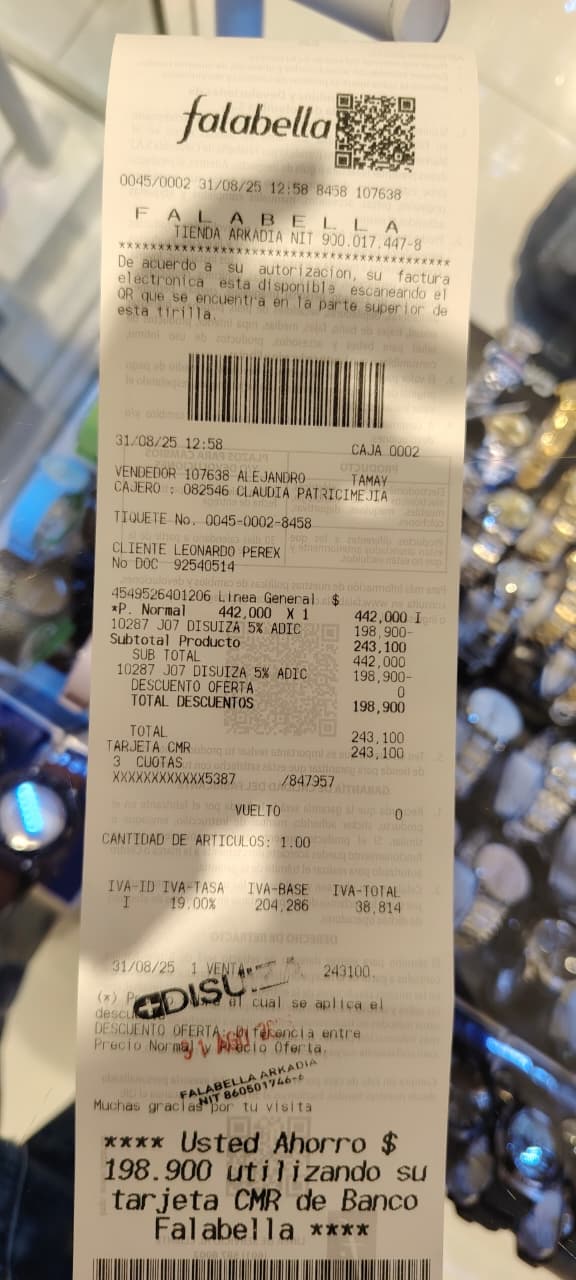 falabella
0045/0002 31/08/25 12:58 8458 107638
F A L A B E L L A
TIENDA ARKADIA NIT 900.017.447-8
De acuerdo a su autorizacion, su factura
electronica esta disponible, escaneando el
QR que se encuentra en la parte superior de
esta tirilla.
31/08/25 12:58 CAJA 0002
VENDEDOR 107638 ALEJANDRO TAMAY
CAJERO : 082546 CLAUDIA PATRICIMEJIA
TIQUETE No. 0045-0002-8458
CLIENTE LEONARDO PEREX
No DOC 92540514
4549526401206 Linea General $
*P. Normal 442,000 X 1 442,000 I
10287 J07 DISUIZA 5% ADIC 198,900-
Subtotal Producto 243,100
SUB TOTAL 442,000
10287 J07 DISUIZA 5% ADIC 198,900-
DESCUENTO OFERTA 0
TOTAL DESCUENTOS 198,900
TOTAL 243,100
TARJETA CMR 243,100
3 CUOTAS
XXXXXXXXXXXX5387 /847957
VUELTO 0
CANTIDAD DE ARTICULOS: 1.00
IVA-ID IVA-TASA IVA-BASE IVA-TOTAL
I 19.00% 204,286 38,814
31/08/25 1 VENTA 243100
(*) el cual se aplica el
DESCUENTO OFERTA: Diferencia entre
Precio Normal y Precio Oferta.
FALABELLA ARKADIA
NIT 860501746-6
Muchas gracias por tu visita
**** Usted Ahorro $
198.900 utilizando su
tarjeta CMR de Banco
Falabella ****